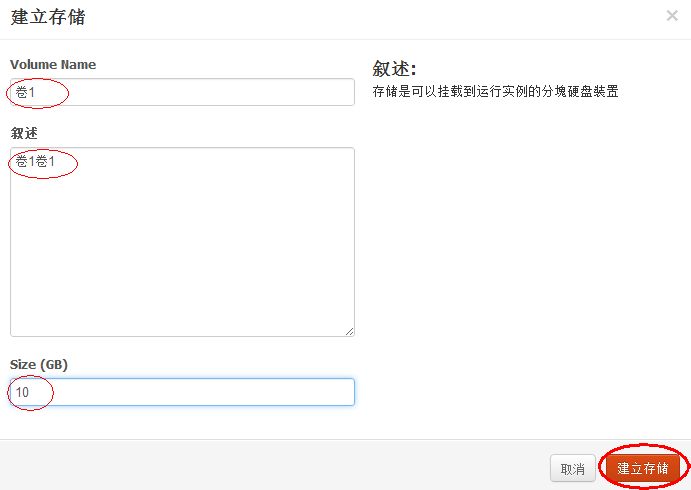 建立存储
×
Volume Name
卷1
叙述:
存储是可以挂载到运行实例的分塊硬盘装置
叙述
卷1卷1
Size (GB)
10
取消
建立存储